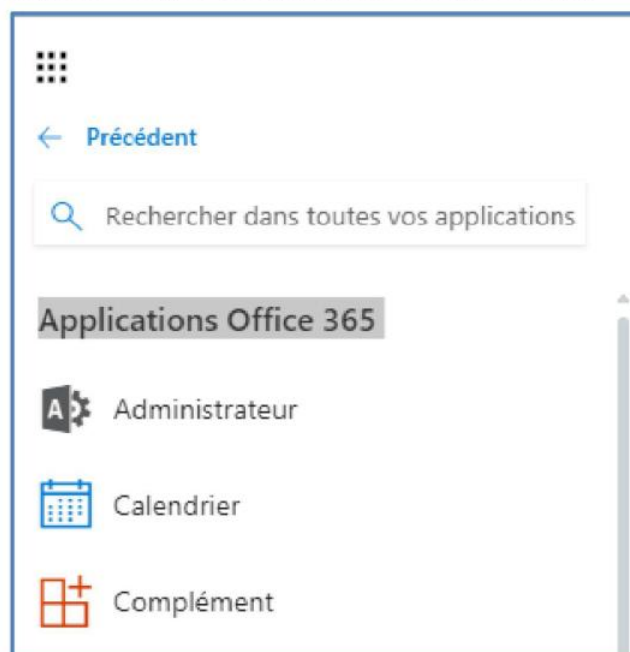 Précédent
Rechercher dans toutes vos applications
Applications Office 365
A
Administrateur
Calendrier
Complément